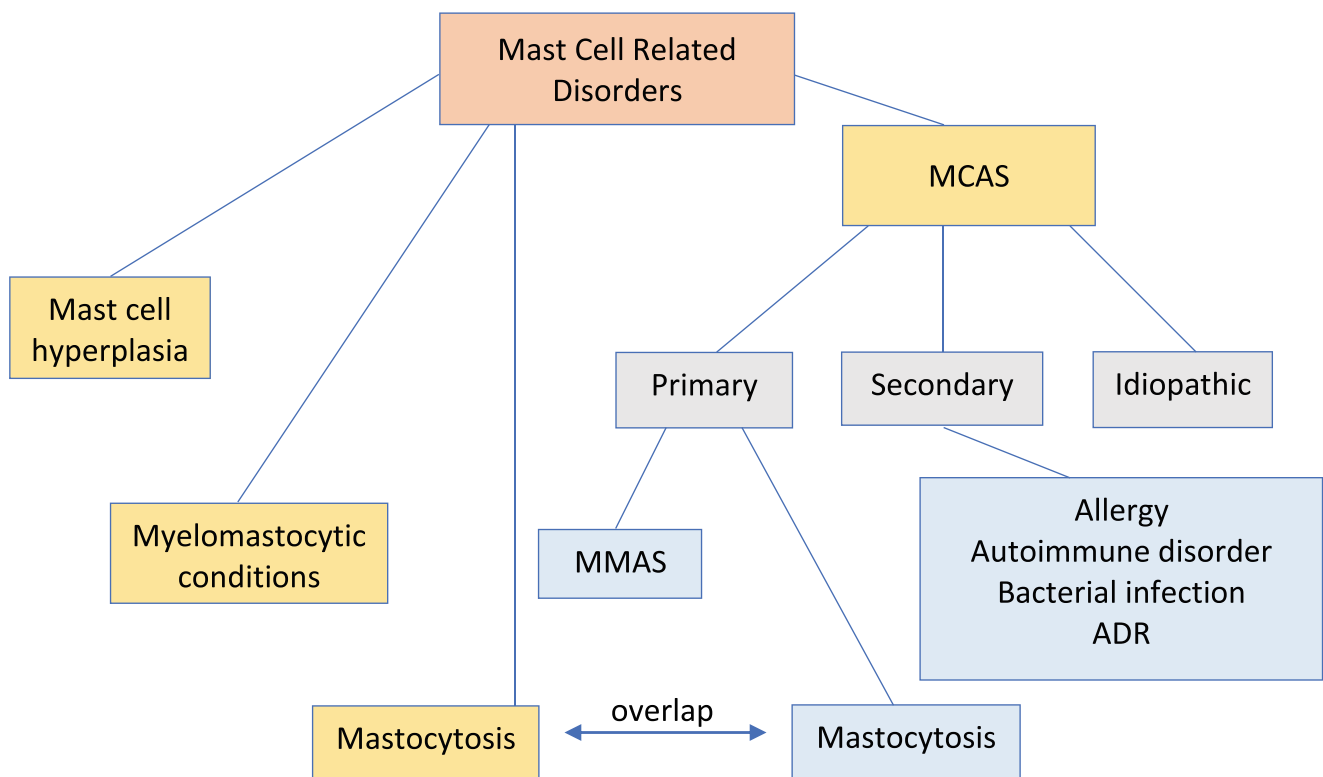 Mast Cell Related
Disorders
MCAS
Mast cell
hyperplasia
Primary
Secondary
Idiopathic
Myelomastocytic
conditions
MMAS
Allergy
Autoimmune disorder
Bacterial infection
ADR
Mastocytosis
overlap
Mastocytosis